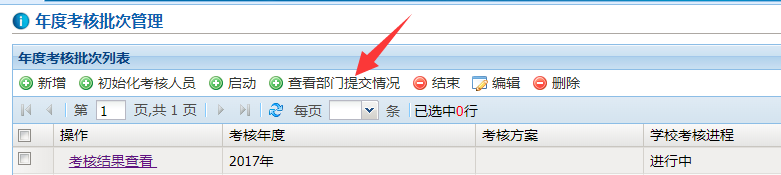 年度考核批次管理
年度考核批次列表
新增 初始化考核人员 启动 查看部门提交情况 结束 编辑 删除
第 1 页,共 1 页 每页 条 已选中0行
操作 考核年度 考核方案 学校考核进程
考核结果查看 2017年 进行中